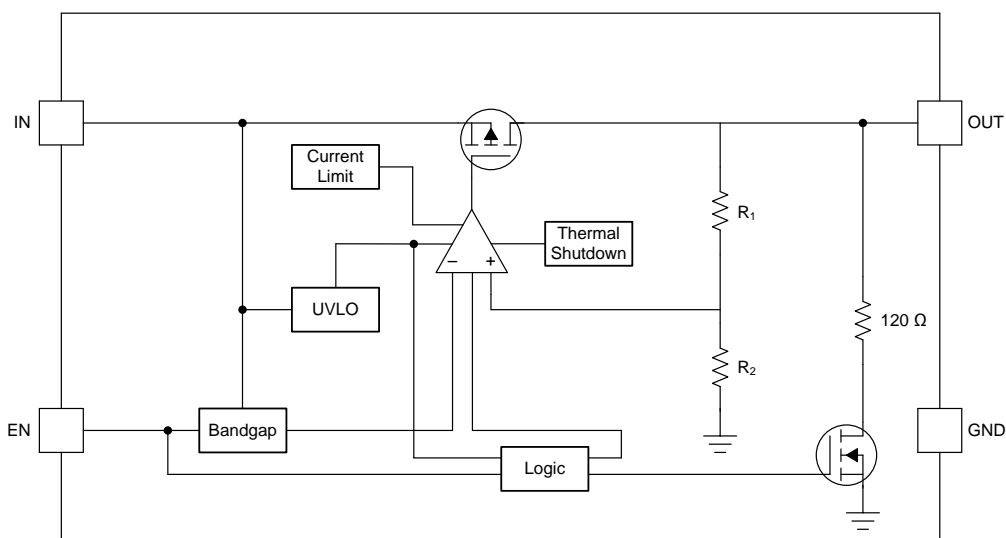 IN
OUT
Current
Limit
R1
Thermal
Shutdown
−
+
UVLO
120 Ω
R2
EN
Bandgap
GND
Logic